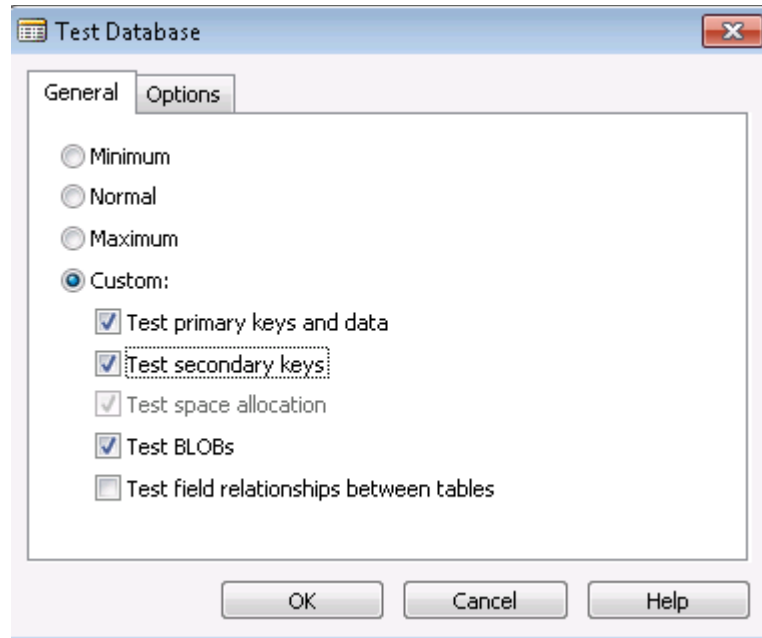 Test Database
General Options
Minimum
Normal
Maximum
Custom:
Test primary keys and data
Test secondary keys
Test space allocation
Test BLOBs
Test field relationships between tables
OK Cancel Help